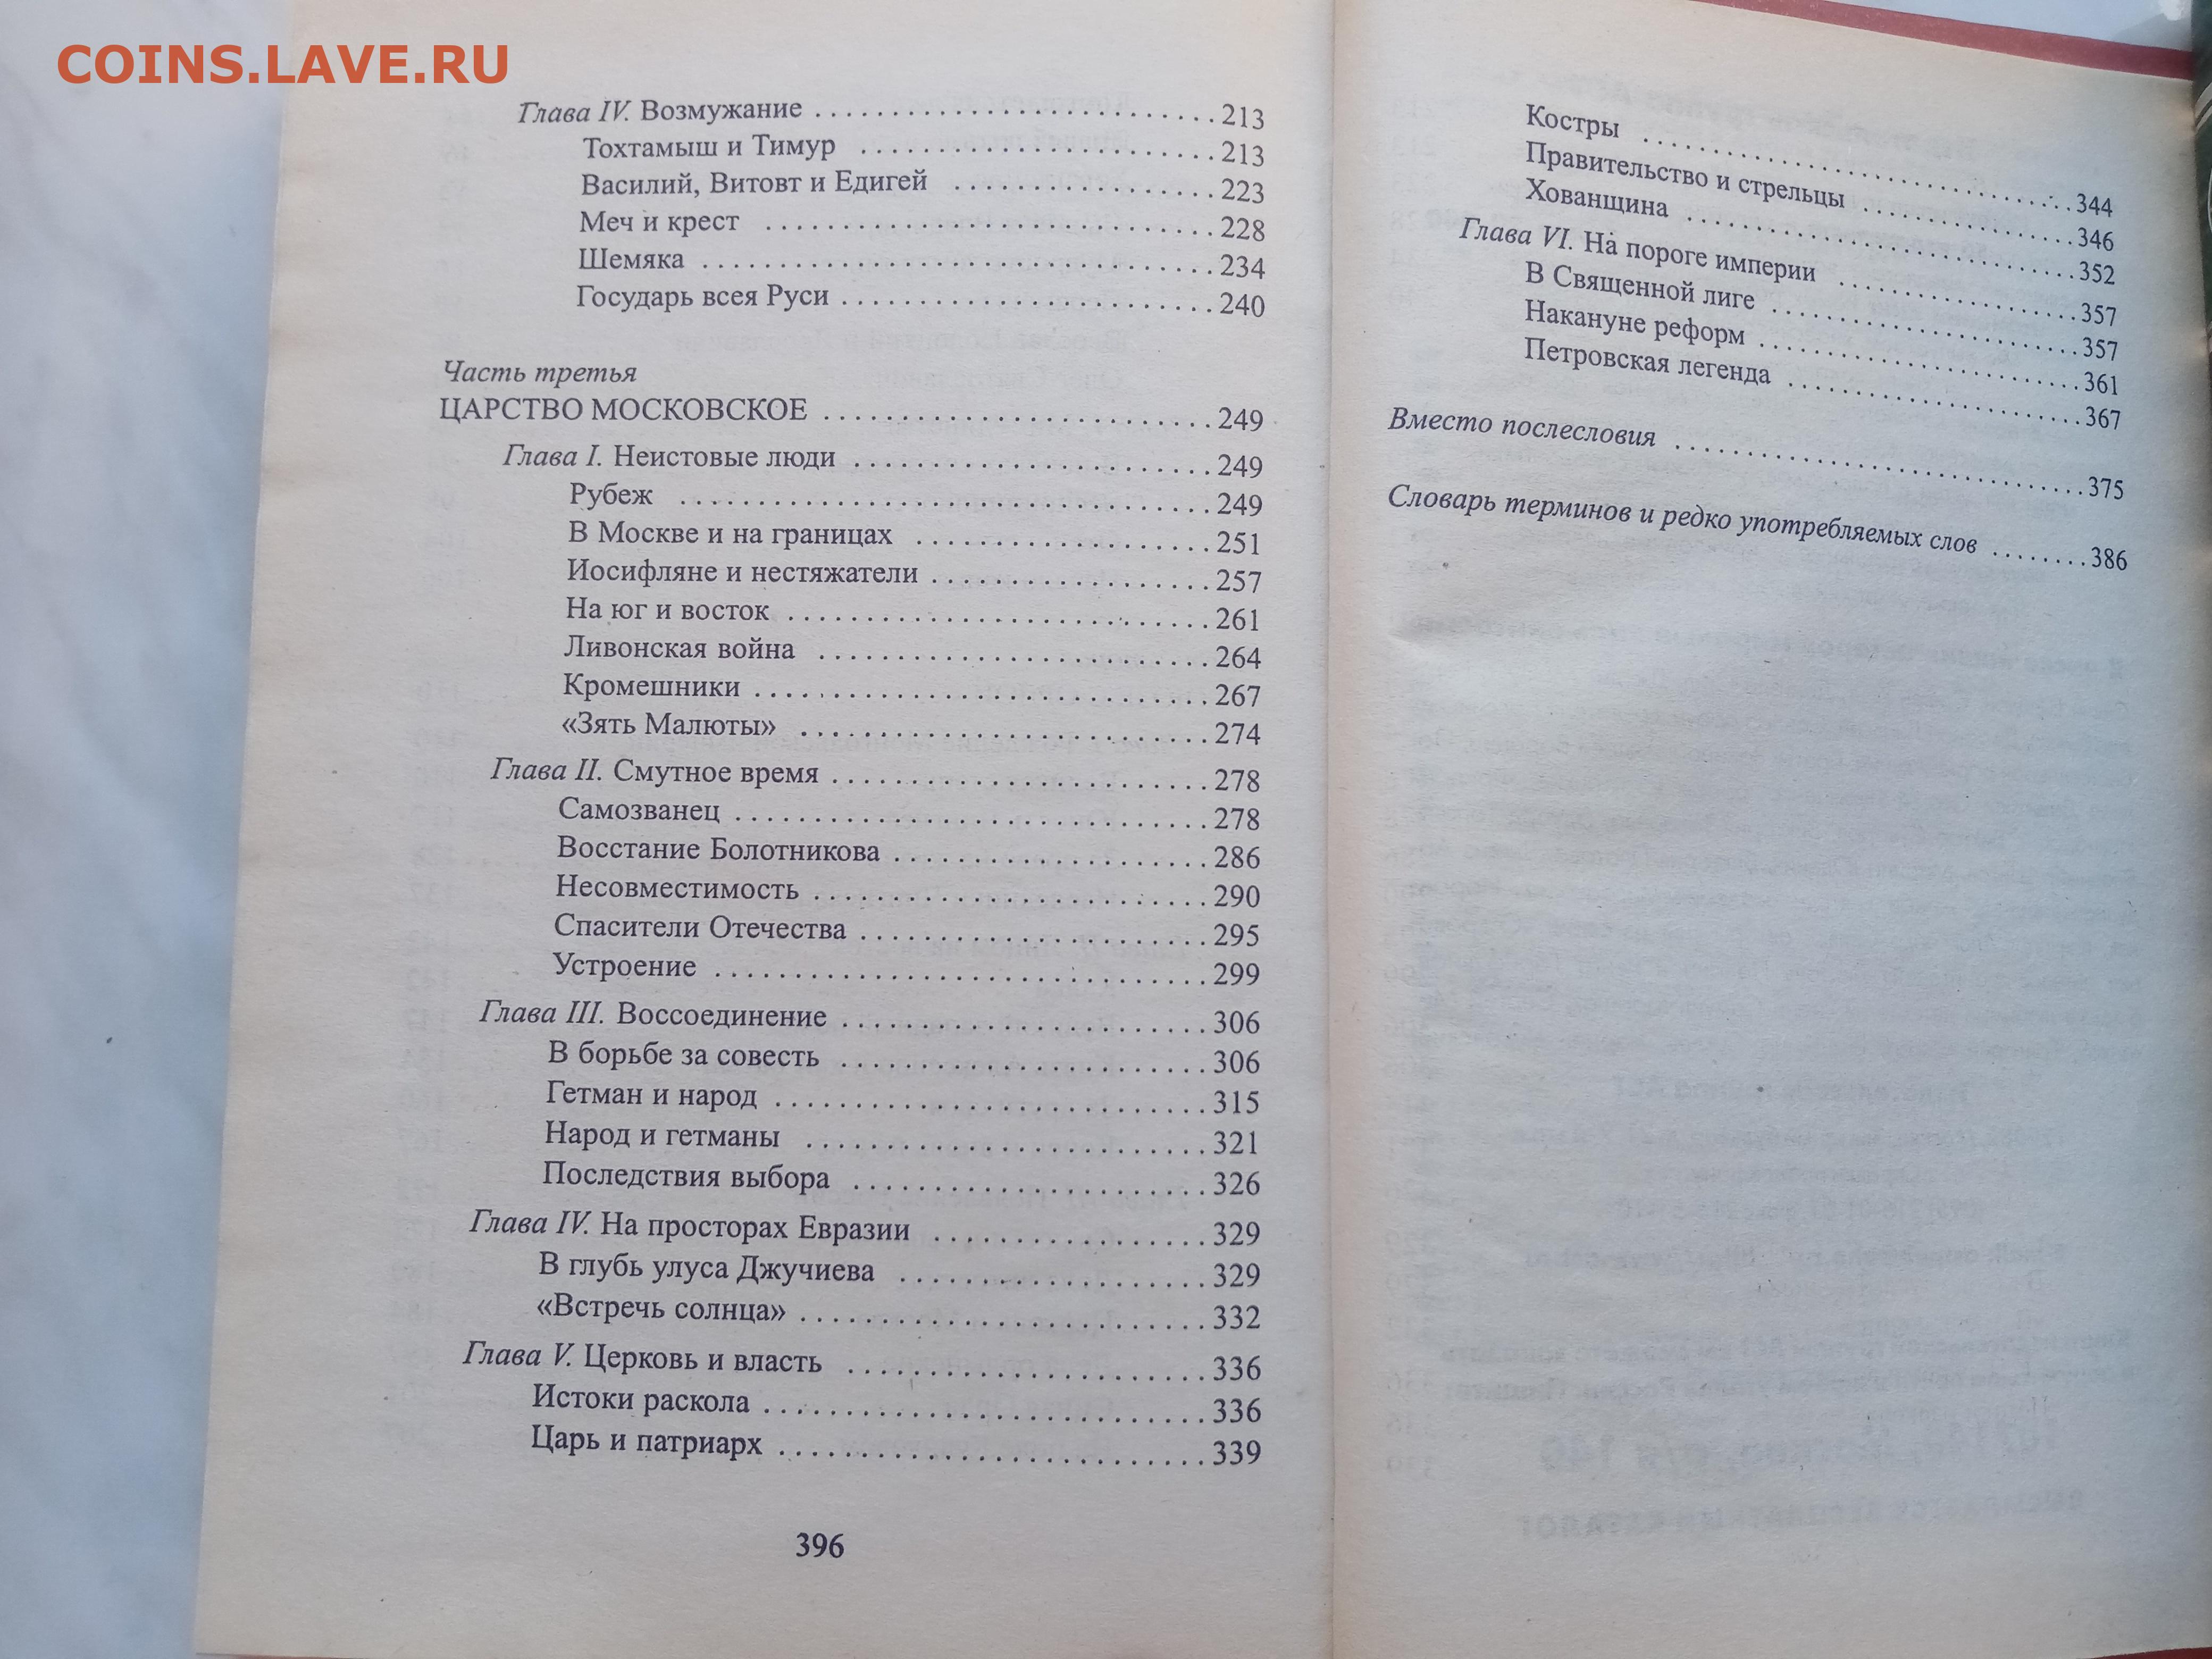 COINS.LAVE.RU
Глава IV. Возмужание . . . . . . . . . . . . . . . . . . . . . . . . . . 213
Тохтамыш и Тимур . . . . . . . . . . . . . . . . . . . . . . . 213
Василий, Витовт и Едигей . . . . . . . . . . . . . . . . . 223
Меч и крест . . . . . . . . . . . . . . . . . . . . . . . . . . . . . 228
Шемяка . . . . . . . . . . . . . . . . . . . . . . . . . . . . . . . . . 234
Государь всея Руси . . . . . . . . . . . . . . . . . . . . . . . . 240
Часть третья
ЦАРСТВО МОСКОВСКОЕ . . . . . . . . . . . . . . . . . . . . . . . . . 249
Глава I. Неистовые люди . . . . . . . . . . . . . . . . . . . . . . . 249
Рубеж . . . . . . . . . . . . . . . . . . . . . . . . . . . . . . . . . . 249
В Москве и на границах . . . . . . . . . . . . . . . . . . . 251
Иосифляне и нестяжатели . . . . . . . . . . . . . . . . . . 257
На юг и восток . . . . . . . . . . . . . . . . . . . . . . . . . . . 261
Ливонская война . . . . . . . . . . . . . . . . . . . . . . . . . 264
Кромешники . . . . . . . . . . . . . . . . . . . . . . . . . . . . . 267
«Зять Малюты» . . . . . . . . . . . . . . . . . . . . . . . . . . 274
Глава II. Смутное время . . . . . . . . . . . . . . . . . . . . . . . . 278
Самозванец . . . . . . . . . . . . . . . . . . . . . . . . . . . . . . 278
Восстание Болотникова . . . . . . . . . . . . . . . . . . . . 286
Несовместимость . . . . . . . . . . . . . . . . . . . . . . . . . 290
Спасители Отечества . . . . . . . . . . . . . . . . . . . . . . 295
Устроение . . . . . . . . . . . . . . . . . . . . . . . . . . . . . . . 299
Глава III. Воссоединение . . . . . . . . . . . . . . . . . . . . . . . 306
В борьбе за совесть . . . . . . . . . . . . . . . . . . . . . . . 306
Гетман и народ . . . . . . . . . . . . . . . . . . . . . . . . . . . 315
Народ и гетманы . . . . . . . . . . . . . . . . . . . . . . . . . 321
Последствия выбора . . . . . . . . . . . . . . . . . . . . . . 326
Глава IV. На просторах Евразии . . . . . . . . . . . . . . . . . 329
В глубь улуса Джучиева . . . . . . . . . . . . . . . . . . . 329
«Встречь солнца» . . . . . . . . . . . . . . . . . . . . . . . . . 332
Глава V. Церковь и власть . . . . . . . . . . . . . . . . . . . . . . 336
Истоки раскола . . . . . . . . . . . . . . . . . . . . . . . . . . . 336
Царь и патриарх . . . . . . . . . . . . . . . . . . . . . . . . . . 339
396
Костры . . . . . . . . . . . . . . . . . . . . . . . . . . . . . . . . . 344
Правительство и стрельцы . . . . . . . . . . . . . . . . . 346
Хованщина . . . . . . . . . . . . . . . . . . . . . . . . . . . . . . 352
Глава VI. На пороге империи . . . . . . . . . . . . . . . . . . . 357
В Священной лиге . . . . . . . . . . . . . . . . . . . . . . . . 357
Накануне реформ . . . . . . . . . . . . . . . . . . . . . . . . . 361
Петровская легенда . . . . . . . . . . . . . . . . . . . . . . . 367
Вместо послесловия . . . . . . . . . . . . . . . . . . . . . . . . . . . . . 375
Словарь терминов и редко употребляемых слов . . . . . . . . 386